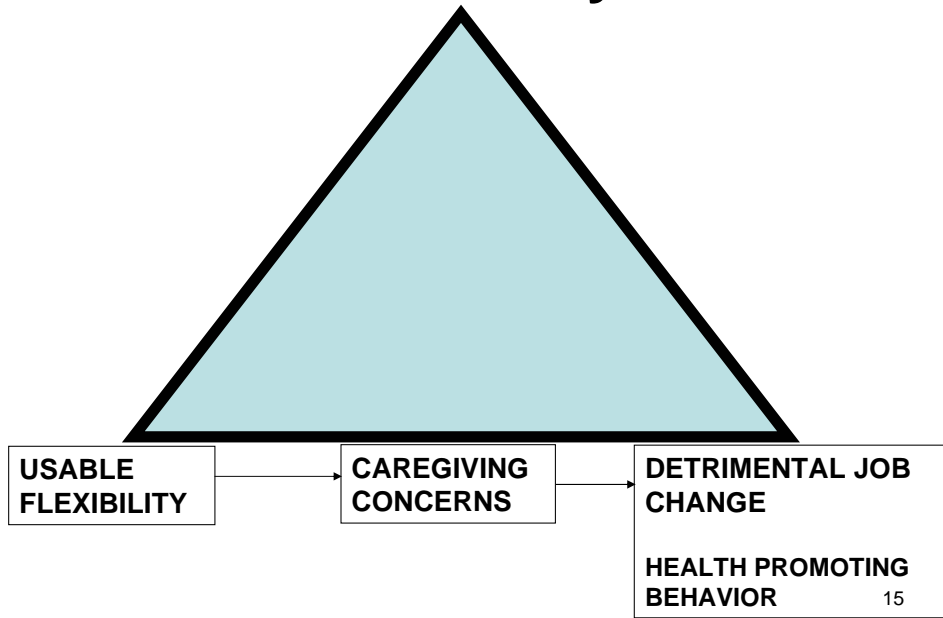 USABLE
FLEXIBILITY
CAREGIVING
CONCERNS
DETRIMENTAL JOB
CHANGE
HEALTH PROMOTING
BEHAVIOR
15